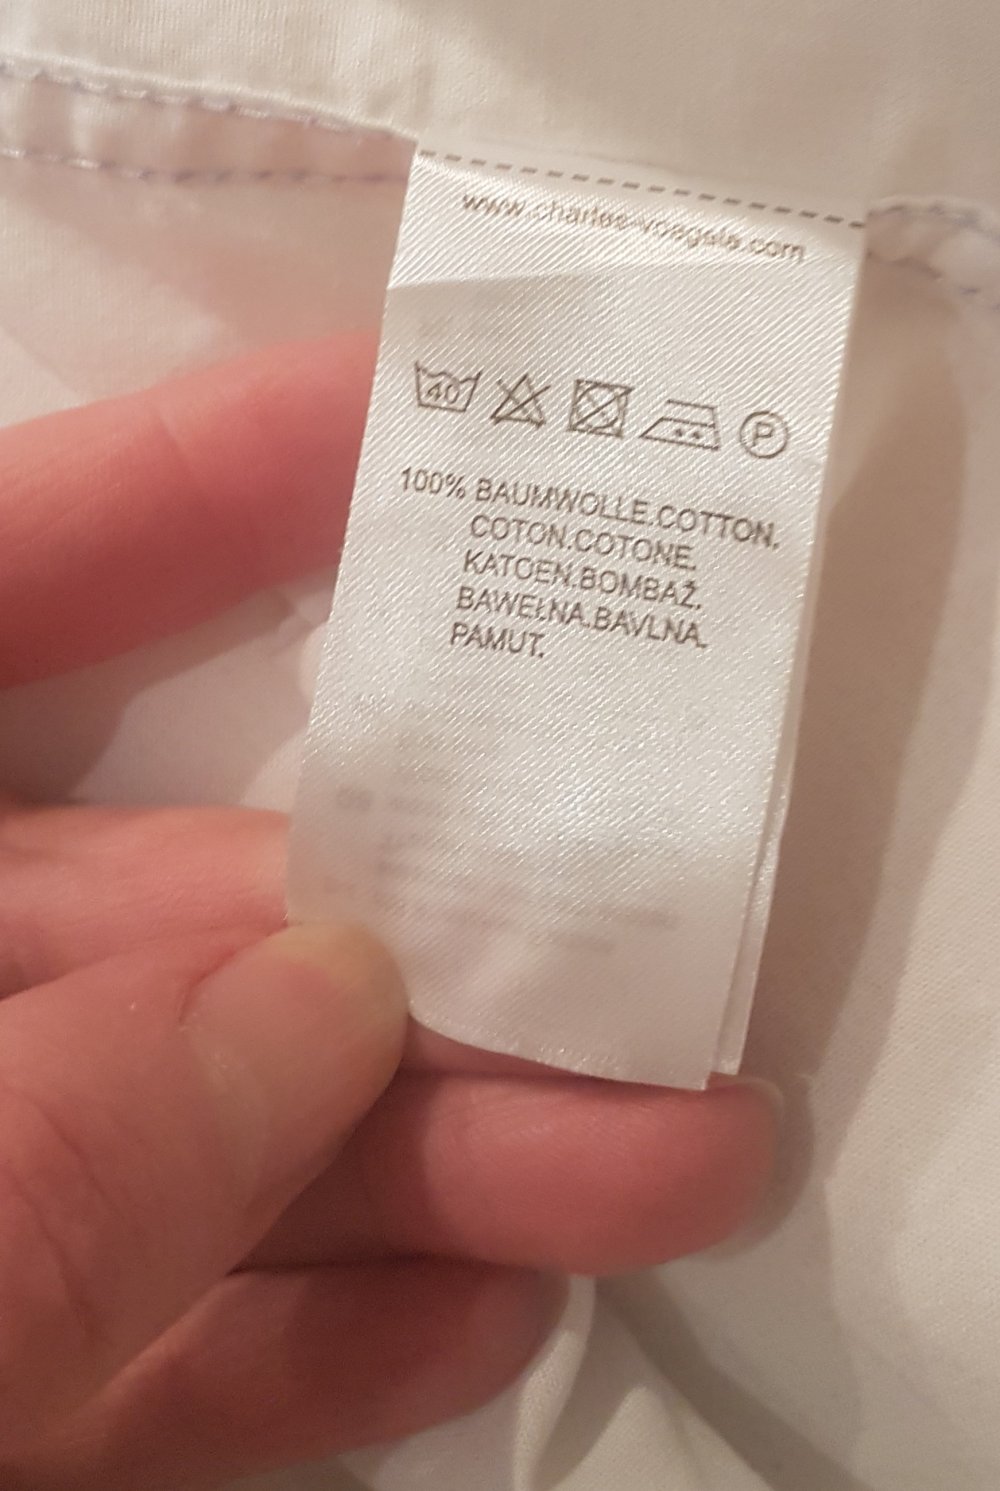 www.charles-voegele.com
40
P
100% BAUMWOLLE.COTTON.
COTON.COTONE.
KATOEN.BOMBAŽ.
BAWEŁNA.BAVLNA.
PAMUT.